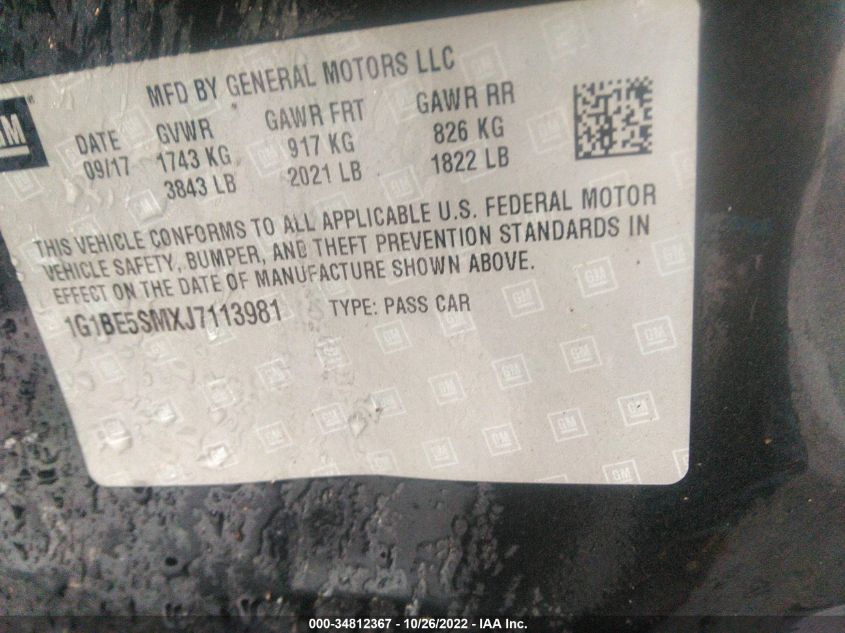 MFD BY GENERAL MOTORS LLC
GM
DATE GVWR GAWR FRT GAWR RR
09/17 1743 KG 917 KG 826 KG
3843 LB 2021 LB 1822 LB
THIS VEHICLE CONFORMS TO ALL APPLICABLE U.S. FEDERAL MOTOR
VEHICLE SAFETY, BUMPER, AND THEFT PREVENTION STANDARDS IN
EFFECT ON THE DATE OF MANUFACTURE SHOWN ABOVE.
1G1BE5SMXJ7113981 TYPE: PASS CAR
000-34812367 - 10/26/2022 - IAA Inc.